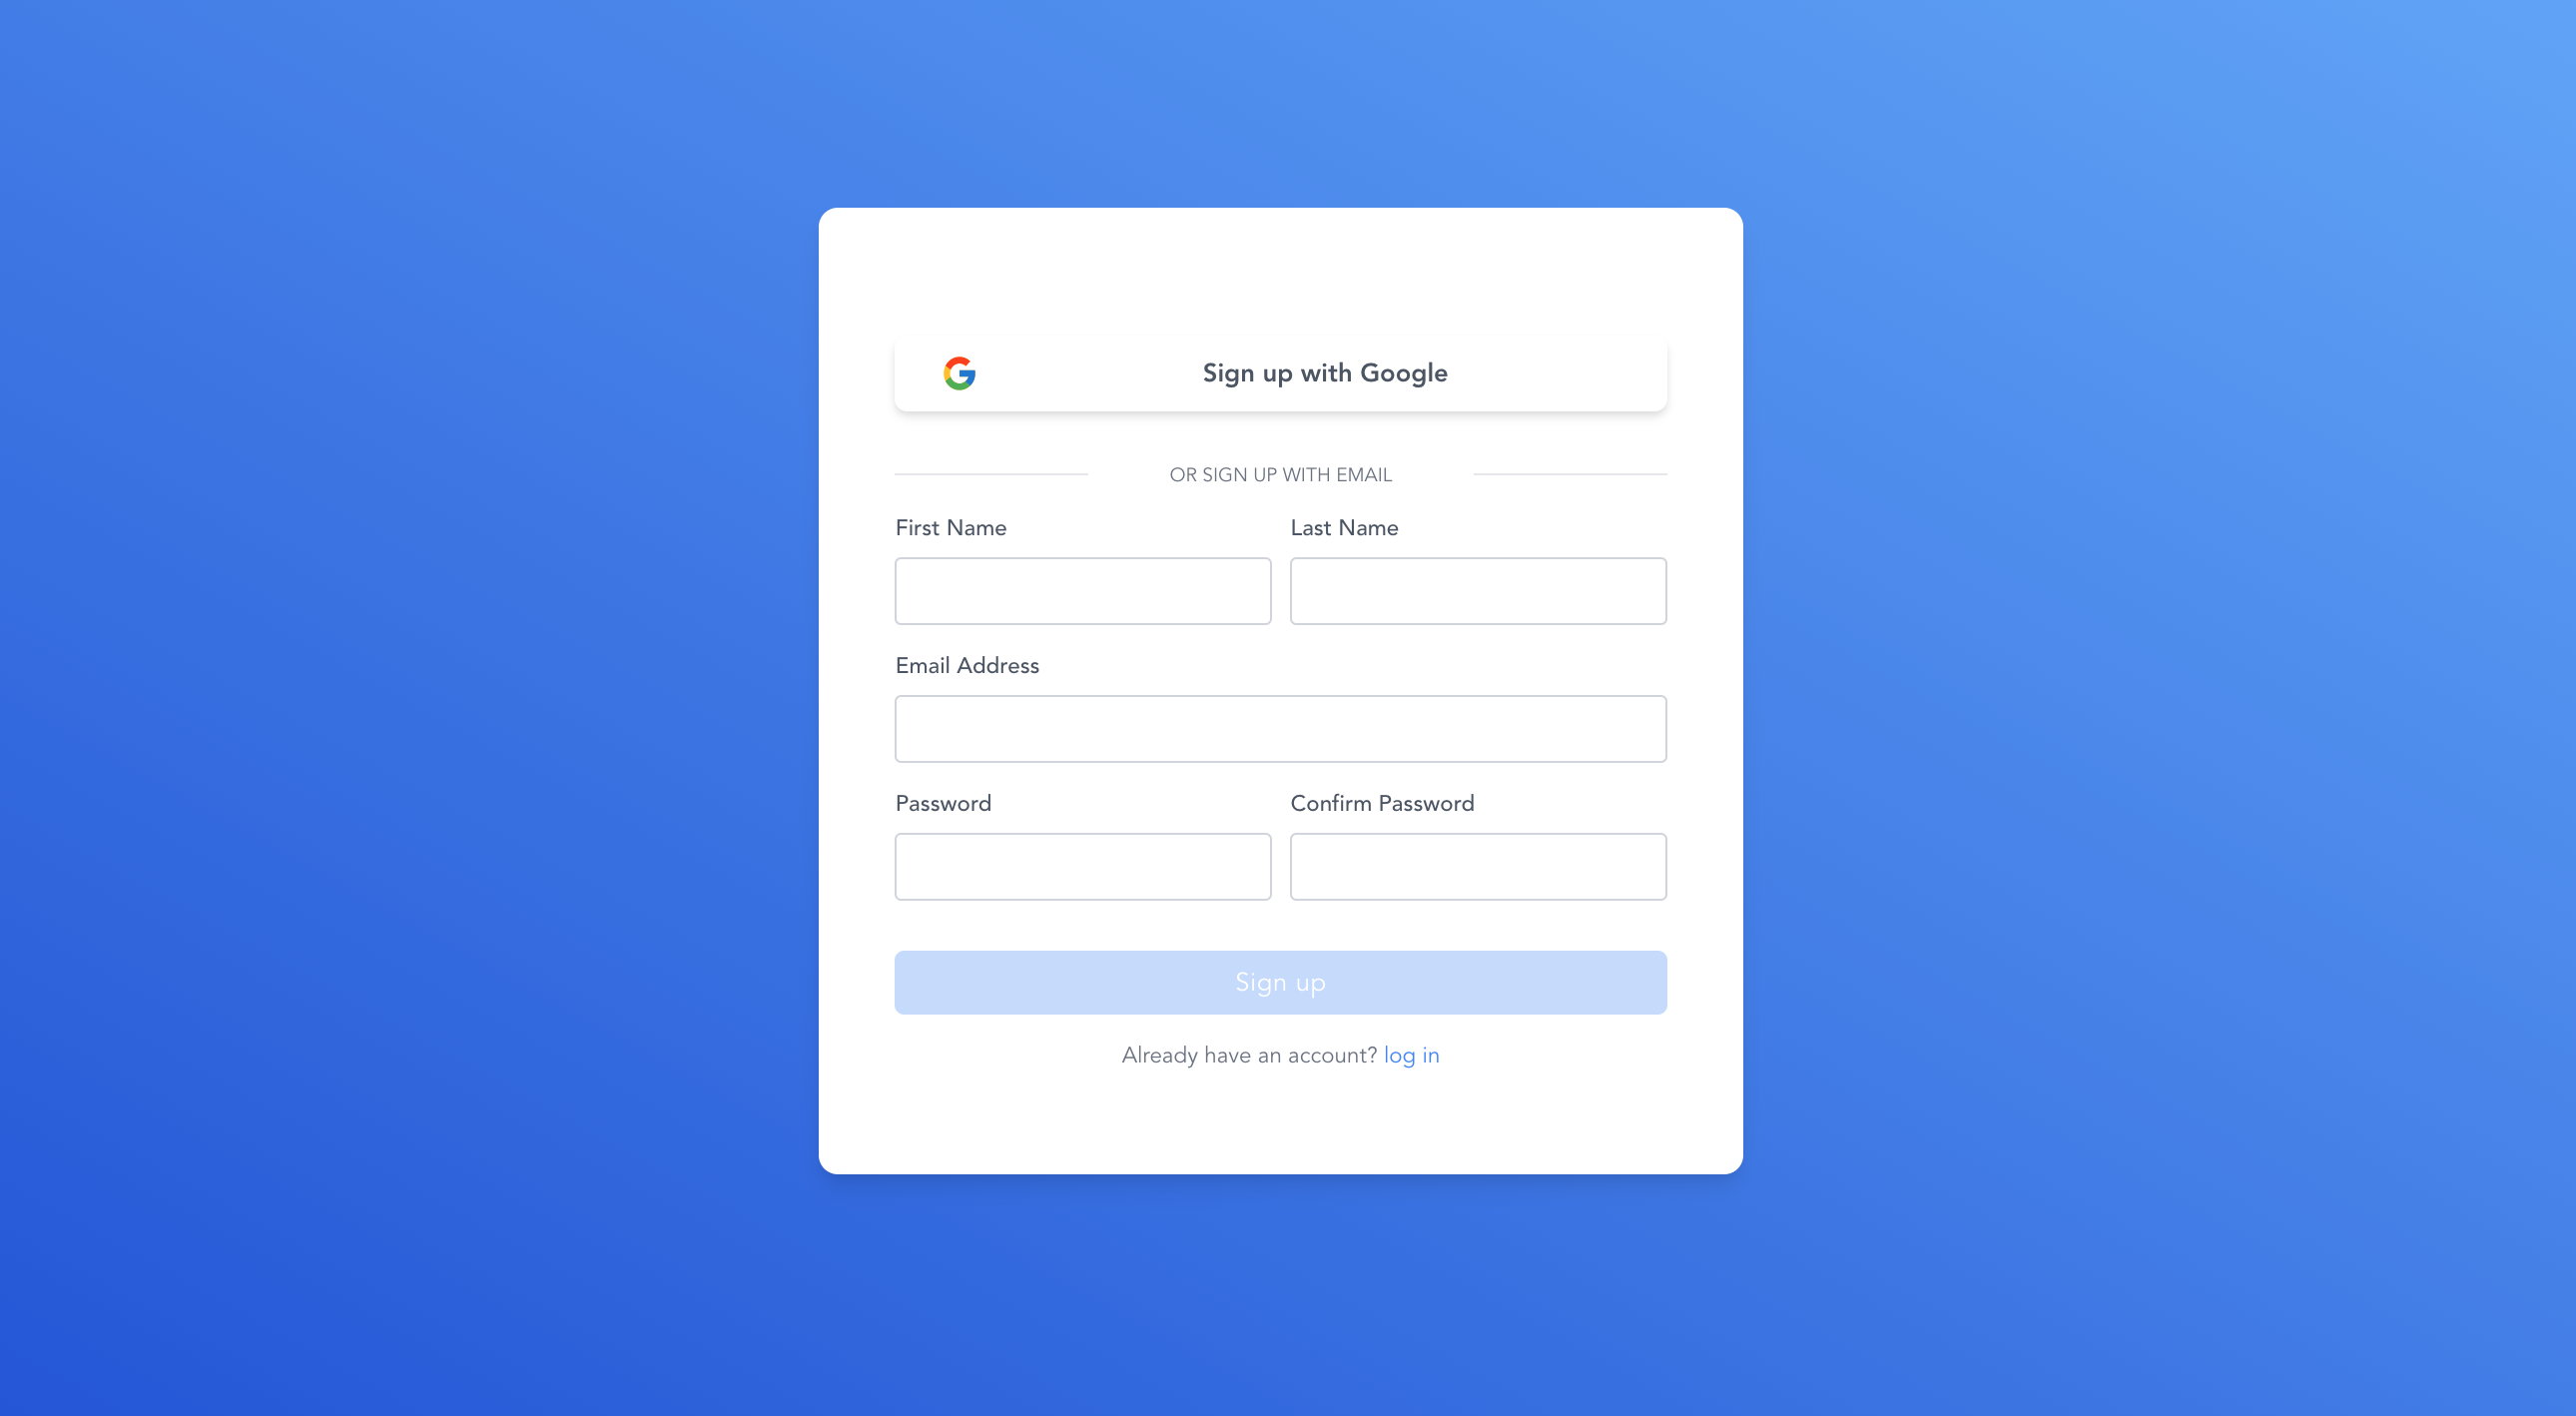 Sign up with Google
OR SIGN UP WITH EMAIL
First Name
Last Name
Email Address
Password
Confirm Password
Sign up
Already have an account? log in